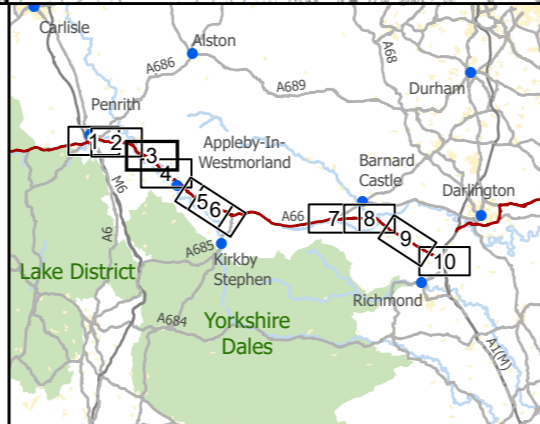 Carlisle
Alston
A68
A686
A689
Durham
Penrith
Appleby-In-
Westmorland
Barnard
Castle
Darlington
1
2
3
4
5
6
7
8
9
10
M6
A6
A66
A685
Lake District
Kirkby
Stephen
Richmond
A684
Yorkshire
Dales
A1(M)